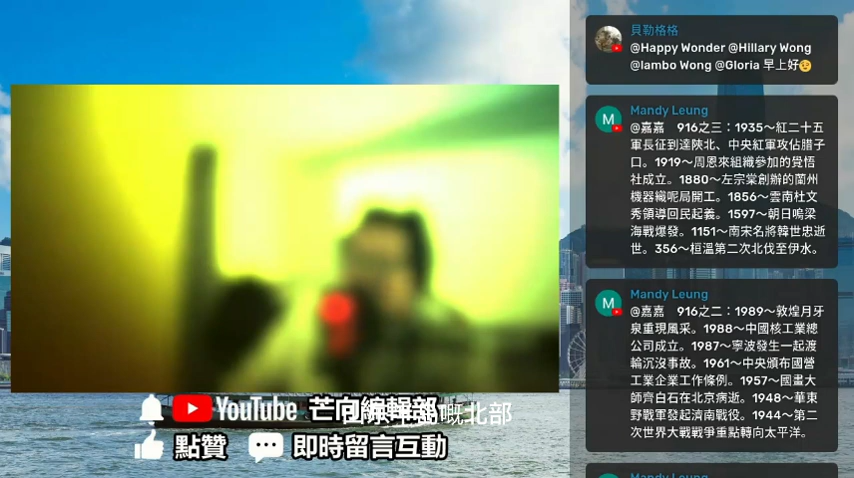 貝勒格格
@Happy Wonder @Hillary Wong
@lambo Wong @Gloria 早上好😉
Mandy Leung
@嘉嘉 916之三：1935～紅二十五
軍長征到達陝北、中央紅軍攻佔腊子
口。1919～周恩來組織參加的覺悟
社成立。1880～左宗棠創辦的蘭州
機器織呢局開工。1856～雲南杜文
秀領導回民起義。1597～朝日鳴梁
海戰爆發。1151～南宋名將韓世忠逝
世。356～桓溫第二次北伐至伊水。
Mandy Leung
@嘉嘉 916之二：1989～敦煌月牙
泉重現風采。1988～中國核工業總
公司成立。1987～寧波發生一起渡
輪沉沒事故。1961～中央頒布國營
工業企業工作條例。1957～國畫大
師齊白石在北京病逝。1948～華東
野戰軍發起濟南戰役。1944～第二
次世界大戰戰爭重點轉向太平洋。
Mandy Leung
YouTube 芒向編輯部
嘅北部
點贊 即時留言互動